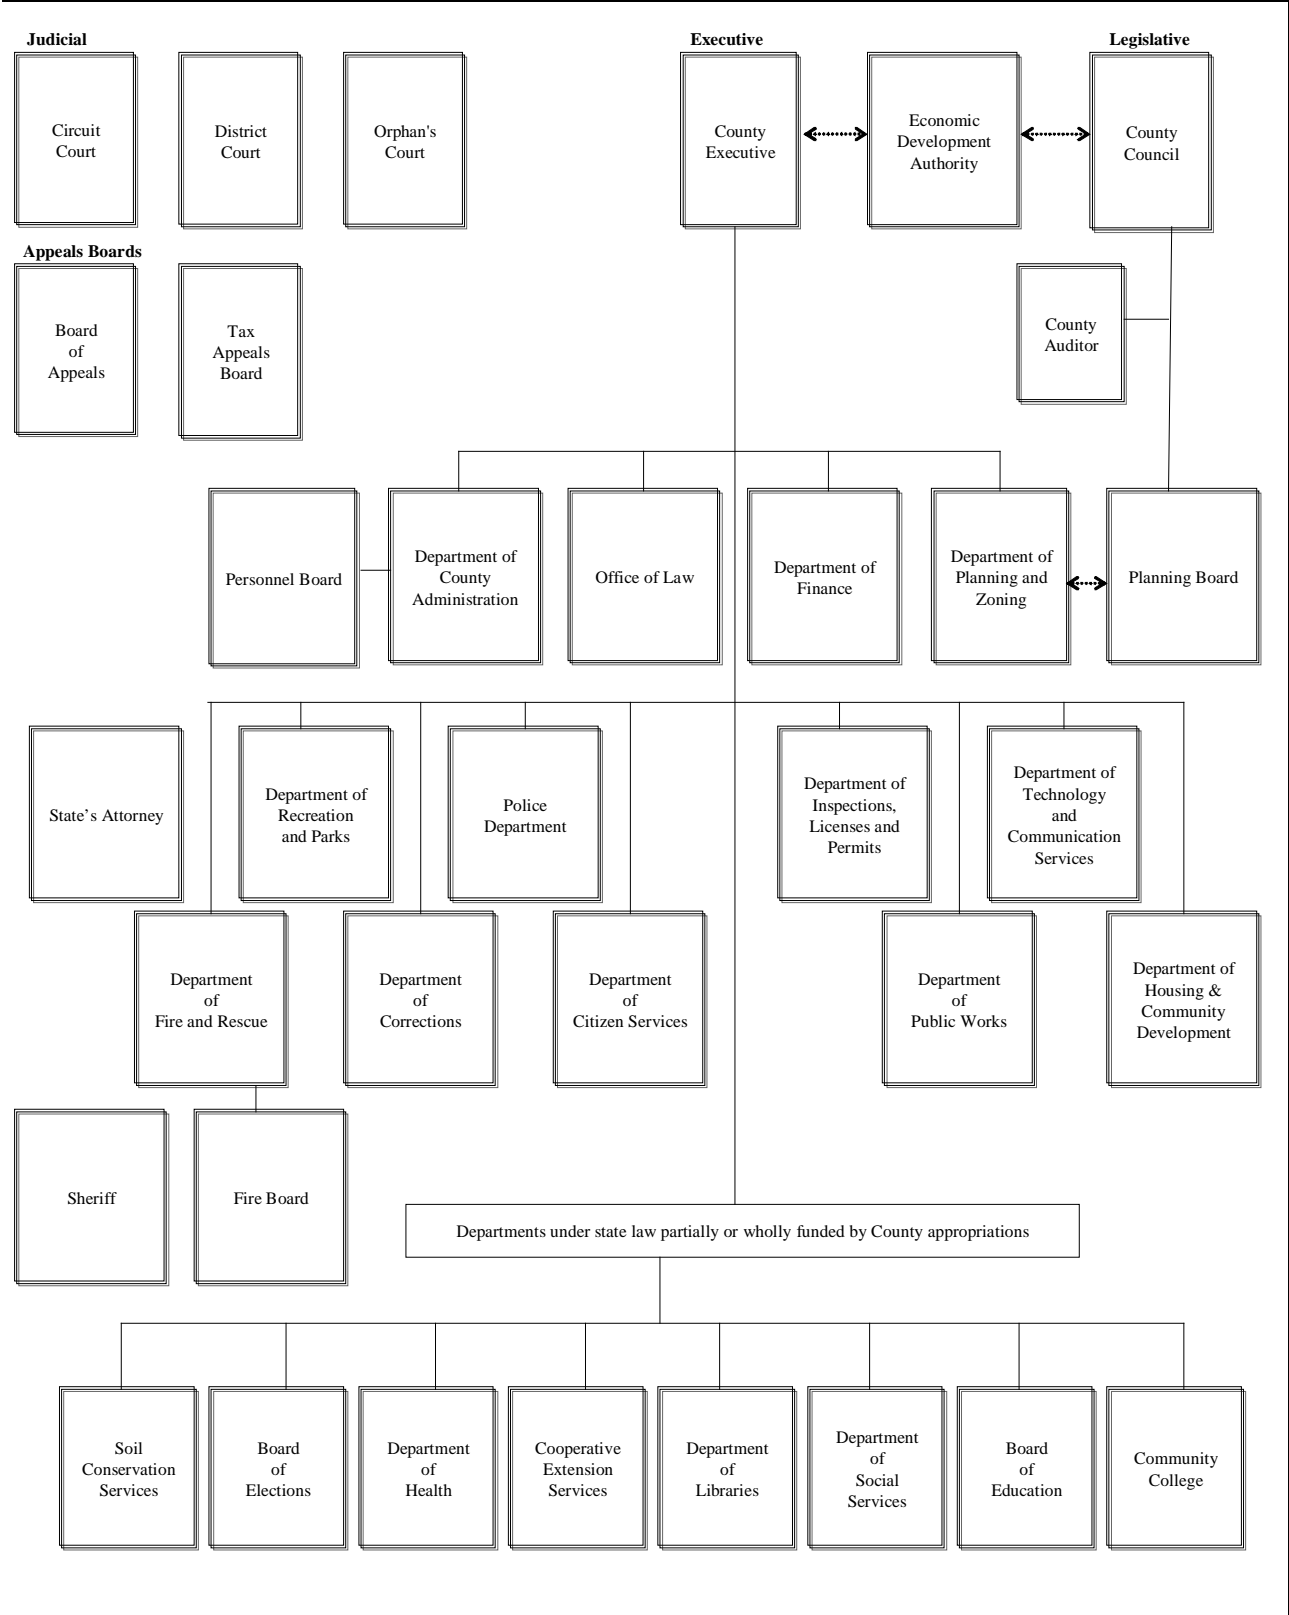 Judicial
Executive
Legislative
Circuit
Court
District
Court
Orphan's
Court
County
Executive
Economic
Development
Authority
County
Council
Appeals Boards
Board
of
Appeals
Tax
Appeals
Board
County
Auditor
Personnel Board
Department of
County
Administration
Office of Law
Department of
Finance
Department of
Planning and
Zoning
Planning Board
State’s Attorney
Department of
Recreation
and Parks
Police
Department
Department of
Inspections,
Licenses and
Permits
Department of
Technology
and
Communication
Services
Department
of
Fire and Rescue
Department
of
Corrections
Department
of
Citizen Services
Department
of
Public Works
Department of
Housing &
Community
Development
Sheriff
Fire Board
Departments under state law partially or wholly funded by County appropriations
Soil
Conservation
Services
Board
of
Elections
Department
of
Health
Cooperative
Extension
Services
Department
of
Libraries
Department
of
Social
Services
Board
of
Education
Community
College